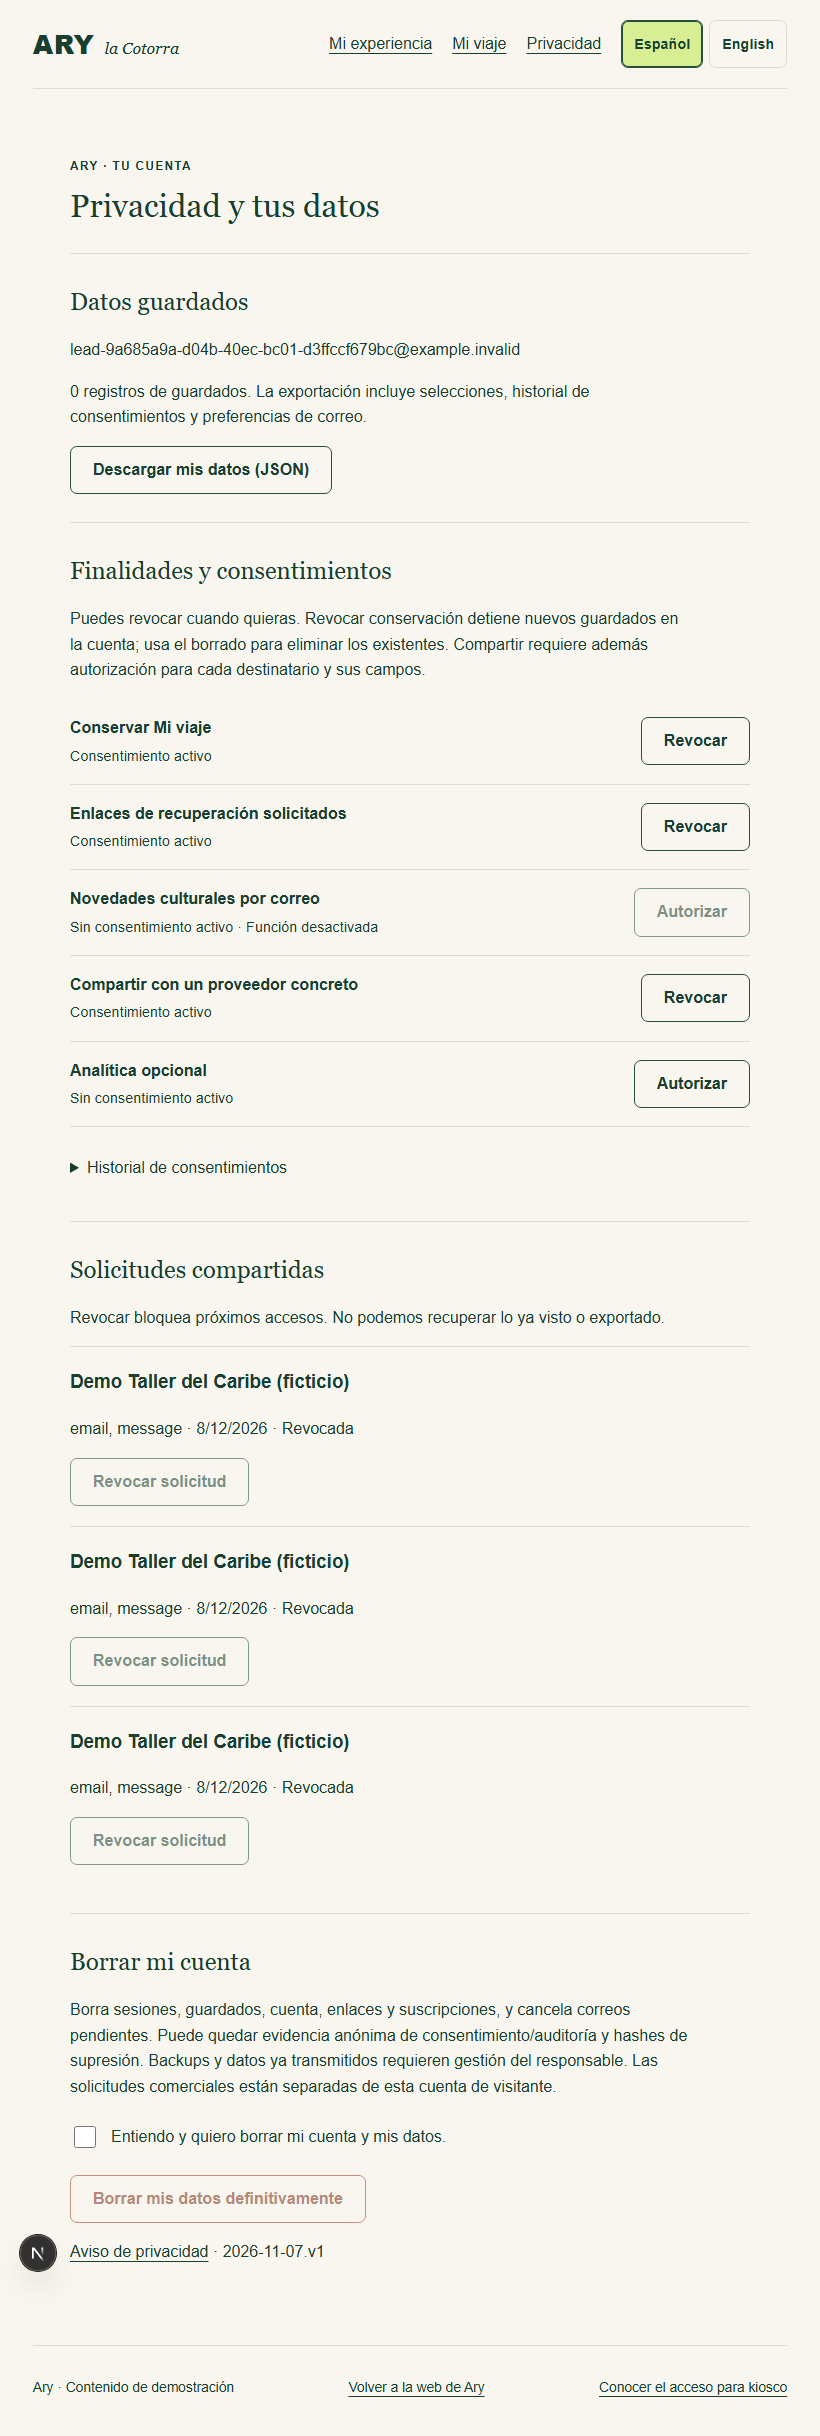 ARY la Cotorra
Mi experiencia Mi viaje Privacidad Español English
ARY · TU CUENTA
Privacidad y tus datos
Datos guardados
lead-9a685a9a-d04b-40ec-bc01-d3ffccf679bc@example.invalid
0 registros de guardados. La exportación incluye selecciones, historial de
consentimientos y preferencias de correo.
Descargar mis datos (JSON)
Finalidades y consentimientos
Puedes revocar cuando quieras. Revocar conservación detiene nuevos guardados en
la cuenta; usa el borrado para eliminar los existentes. Compartir requiere además
autorización para cada destinatario y sus campos.
Conservar Mi viaje
Consentimiento activo
Revocar
Enlaces de recuperación solicitados
Consentimiento activo
Revocar
Novedades culturales por correo
Sin consentimiento activo · Función desactivada
Autorizar
Compartir con un proveedor concreto
Consentimiento activo
Revocar
Analítica opcional
Sin consentimiento activo
Autorizar
Historial de consentimientos
Solicitudes compartidas
Revocar bloquea próximos accesos. No podemos recuperar lo ya visto o exportado.
Demo Taller del Caribe (ficticio)
email, message · 8/12/2026 · Revocada
Revocar solicitud
Demo Taller del Caribe (ficticio)
email, message · 8/12/2026 · Revocada
Revocar solicitud
Demo Taller del Caribe (ficticio)
email, message · 8/12/2026 · Revocada
Revocar solicitud
Borrar mi cuenta
Borra sesiones, guardados, cuenta, enlaces y suscripciones, y cancela correos
pendientes. Puede quedar evidencia anónima de consentimiento/auditoría y hashes de
supresión. Backups y datos ya transmitidos requieren gestión del responsable. Las
solicitudes comerciales están separadas de esta cuenta de visitante.
Entiendo y quiero borrar mi cuenta y mis datos.
Borrar mis datos definitivamente
N
Aviso de privacidad · 2026-11-07.v1
Ary · Contenido de demostración Volver a la web de Ary Conocer el acceso para kiosco